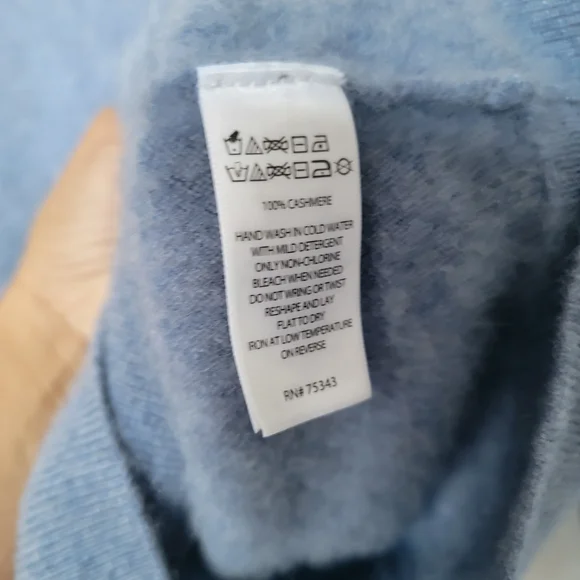 100% CASHMERE
HAND WASH IN COLD WATER
WITH MILD DETERGENT
ONLY NON-CHLORINE
BLEACH WHEN NEEDED
DO NOT WRING OR TWIST
RESHAPE AND LAY
FLAT TO DRY
IRON AT LOW TEMPERATURE
ON REVERSE
RN# 75343